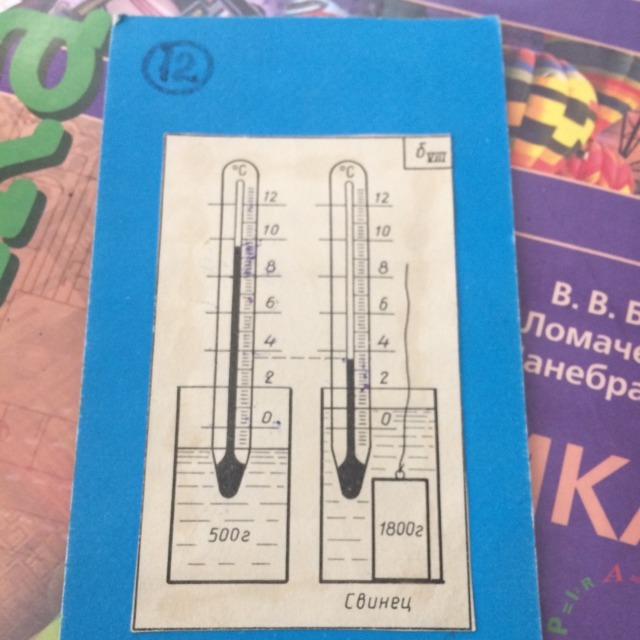 12
б VIII
°C
12
10
8
6
4
2
0
500г
°C
12
10
8
6
4
2
0
1800г
Свинец
В. В. Б
Ломаче
анебра
ИКА